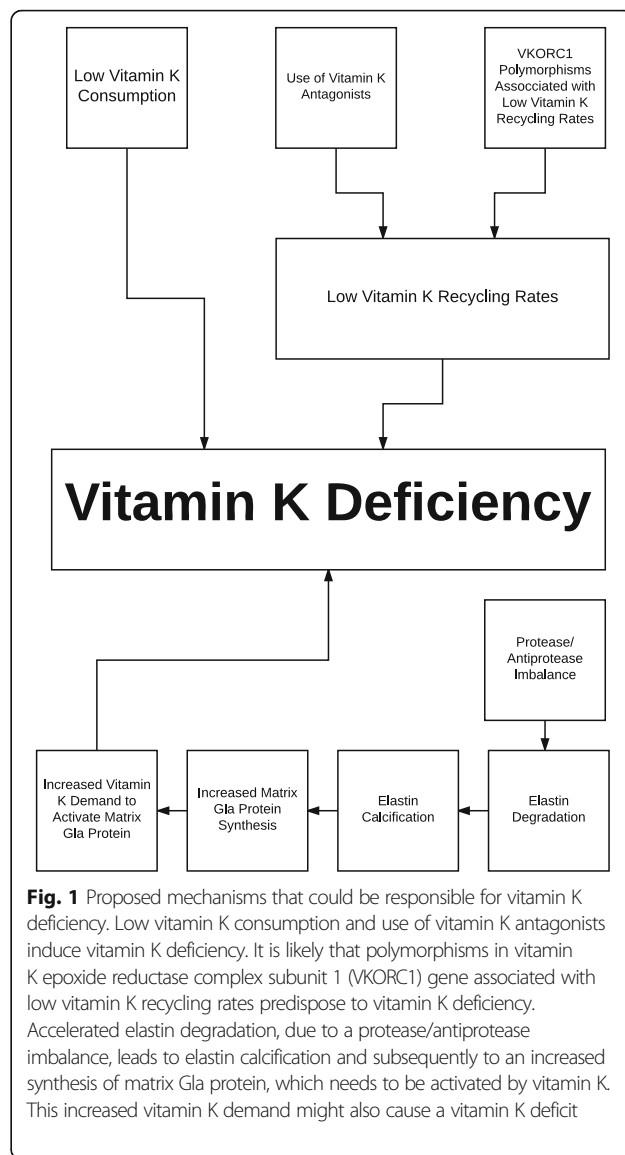 Low Vitamin K
Consumption
Use of Vitamin K
Antagonists
VKORC1
Polymorphisms
Assocciated with
Low Vitamin K
Recycling Rates
Low Vitamin K Recycling Rates
Vitamin K Deficiency
Protease/
Antiprotease
Imbalance
Increased Vitamin
K Demand to
Activate Matrix
Gla Protein
Increased Matrix
Gla Protein
Synthesis
Elastin
Calcification
Elastin
Degradation
Fig. 1 Proposed mechanisms that could be responsible for vitamin K
deficiency. Low vitamin K consumption and use of vitamin K antagonists
induce vitamin K deficiency. It is likely that polymorphisms in vitamin
K epoxide reductase complex subunit 1 (VKORC1) gene associated with
low vitamin K recycling rates predispose to vitamin K deficiency.
Accelerated elastin degradation, due to a protease/antiprotease
imbalance, leads to elastin calcification and subsequently to an increased
synthesis of matrix Gla protein, which needs to be activated by vitamin K.
This increased vitamin K demand might also cause a vitamin K deficit